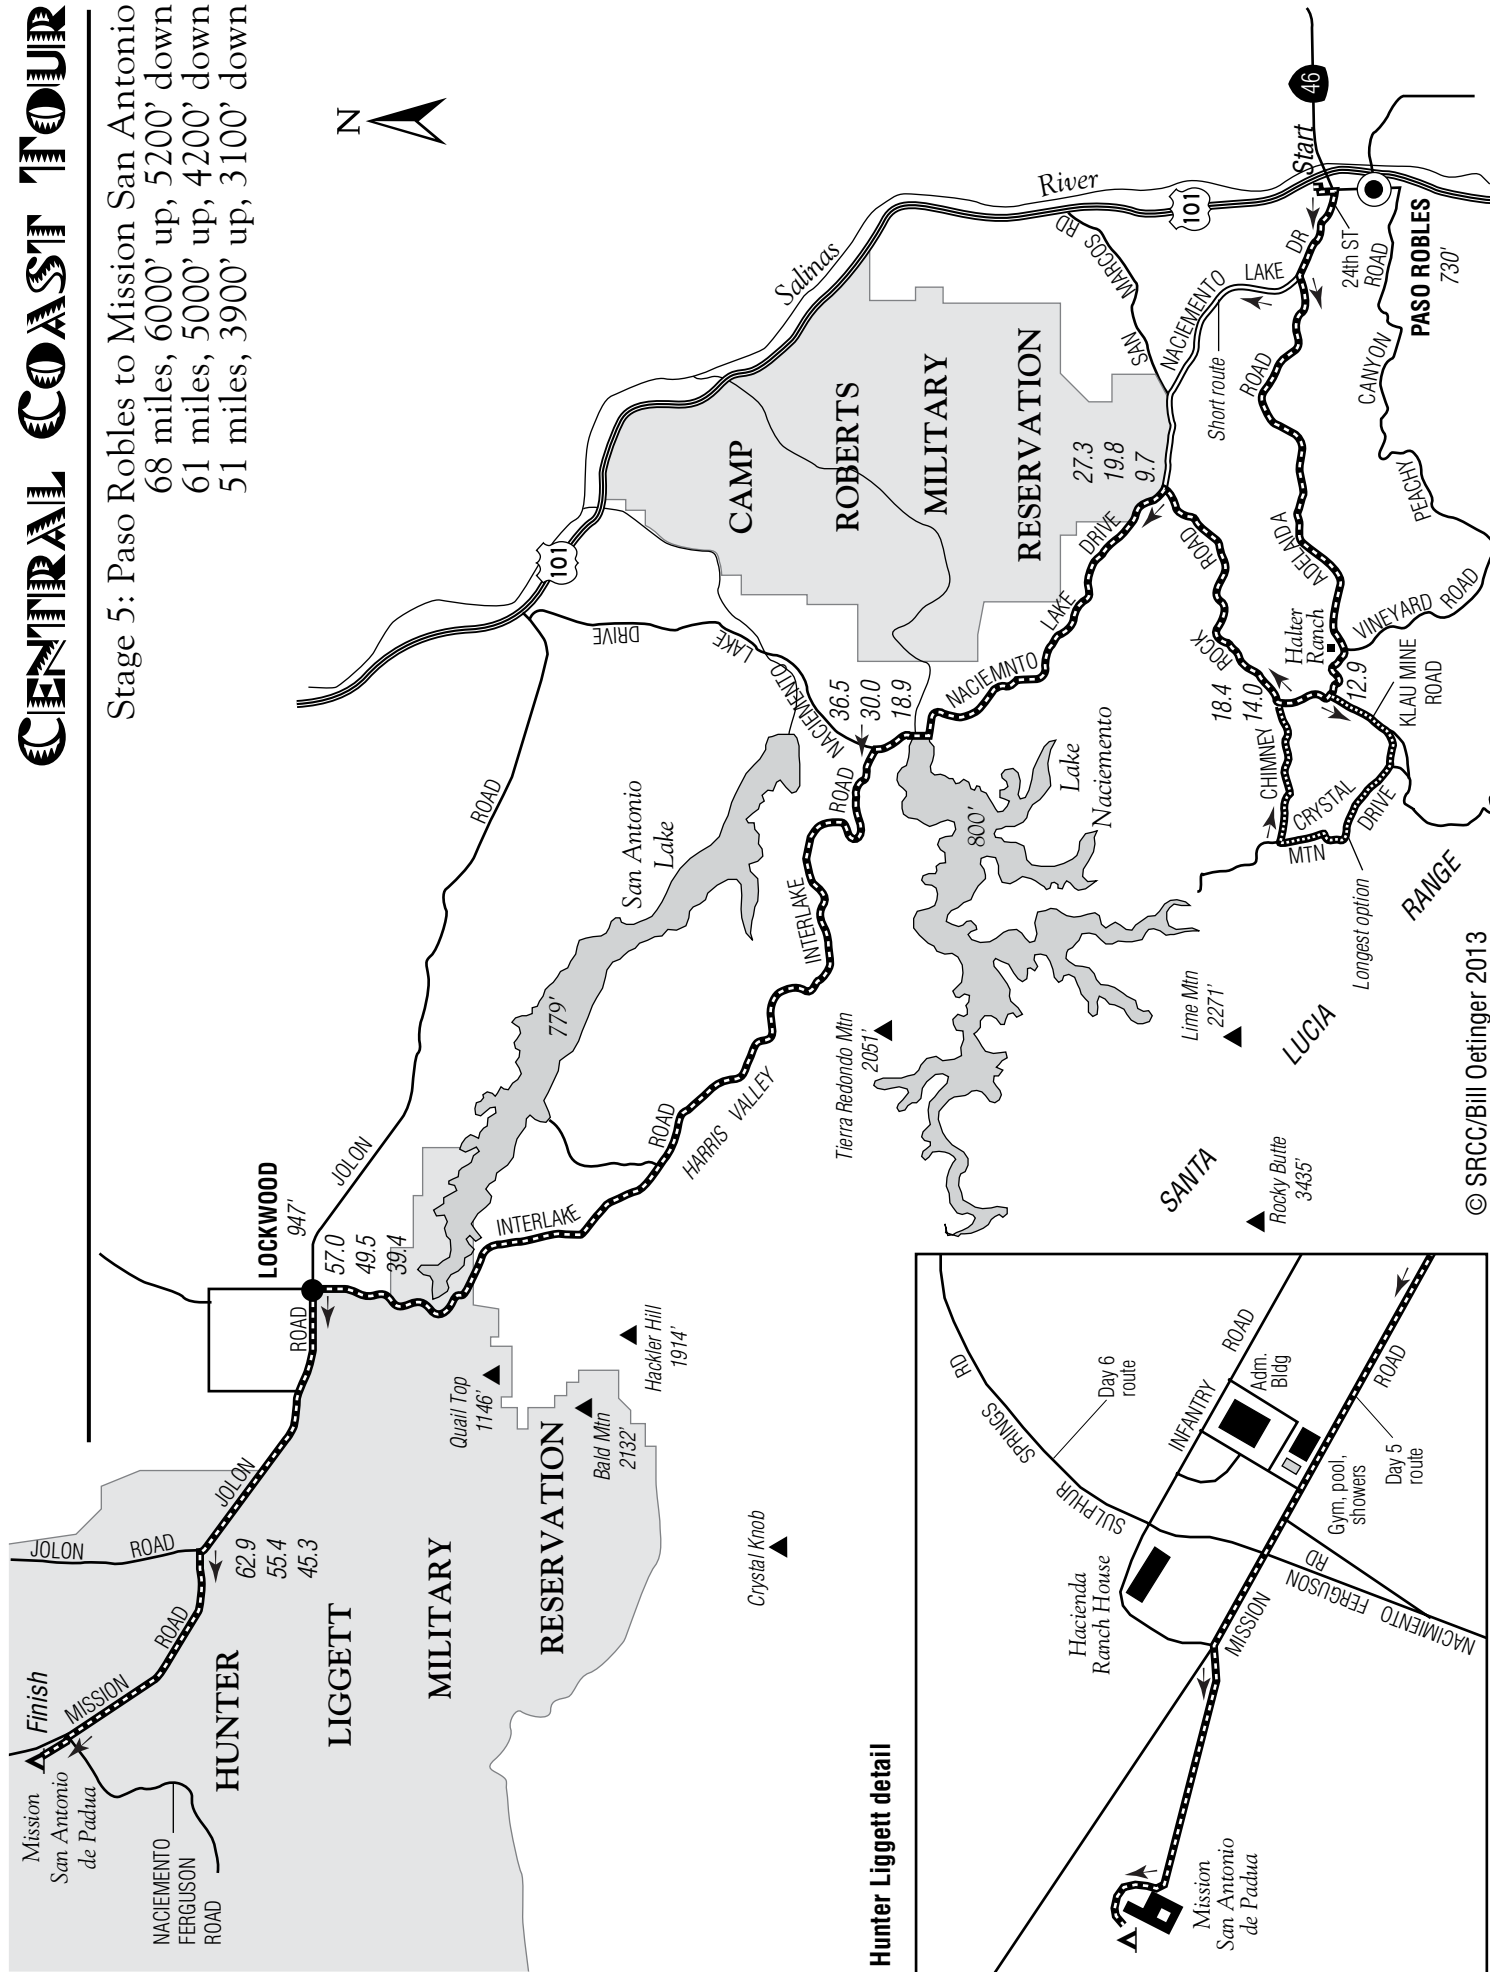 CENTRAL COAST TOUR
Stage 5: Paso Robles to Mission San Antonio
68 miles, 6000' up, 5200' down
61 miles, 5000' up, 4200' down
51 miles, 3900' up, 3100' down
N
Finish
Mission
San Antonio
de Padua
NACIEMENTO
FERGUSON
ROAD
MISSION
ROAD
JOLON
ROAD
62.9
55.4
45.3
JOLON
ROAD
LOCKWOOD
947'
57.0
49.5
39.4
JOLON
ROAD
HUNTER
LIGGETT
MILITARY
RESERVATION
Quail Top
1146'
Bald Mtn
2132'
Hackler Hill
1914'
Crystal Knob
INTERLAKE
ROAD
HARRIS VALLEY
INTERLAKE
ROAD
779'
San Antonio
Lake
101
DRIVE
LAKE
NACIEMENTO
36.5
30.0
18.9
Salinas
River
101
CAMP
ROBERTS
MILITARY
RESERVATION
27.3
19.8
9.7
NACIEMNTO
LAKE
DRIVE
Lake
Naciemento
800'
Tierra Redondo Mtn
2051'
Lime Mtn
2271'
Rocky Butte
3435'
SANTA
LUCIA
RANGE
SAN
MARCOS
RD
NACIEMENTO
LAKE
DR
Short route
Start
46
24th ST
PASO ROBLES
730'
ADELAIDA
ROAD
PEACHY
CANYON
ROAD
VINEYARD
ROAD
Halter
Ranch
12.9
KLAU MINE
ROAD
18.4
14.0
CHIMNEY
ROCK
ROAD
CRYSTAL
DRIVE
MTN
Longest option
© SRCC/Bill Oetinger 2013
Hunter Liggett detail
Mission
San Antonio
de Padua
Hacienda
Ranch House
MISSION
ROAD
INFANTRY
ROAD
SULPHUR
SPRINGS
RD
Day 6
route
Adm.
Bldg
Gym, pool,
showers
Day 5
route
NACIMIENTO
FERGUSON
RD